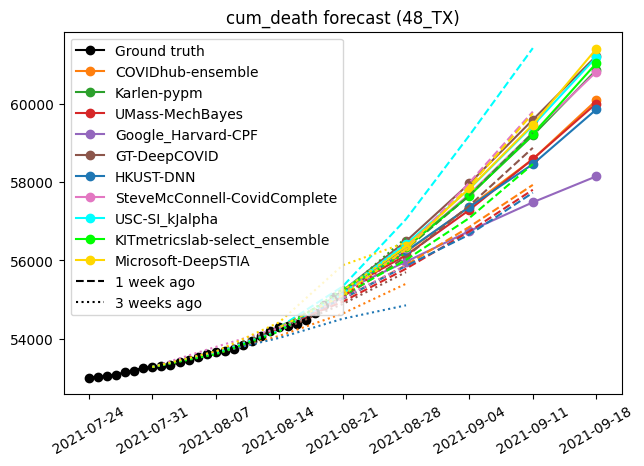 cum_death forecast (48_TX)
Ground truth
COVIDhub-ensemble
Karlen-pypm
UMass-MechBayes
Google_Harvard-CPF
GT-DeepCOVID
HKUST-DNN
SteveMcConnell-CovidComplete
USC-SI_kJalpha
KITmetricslab-select_ensemble
Microsoft-DeepSTIA
1 week ago
3 weeks ago
60000
58000
56000
54000
2021-07-24
2021-07-31
2021-08-07
2021-08-14
2021-08-21
2021-08-28
2021-09-04
2021-09-11
2021-09-18